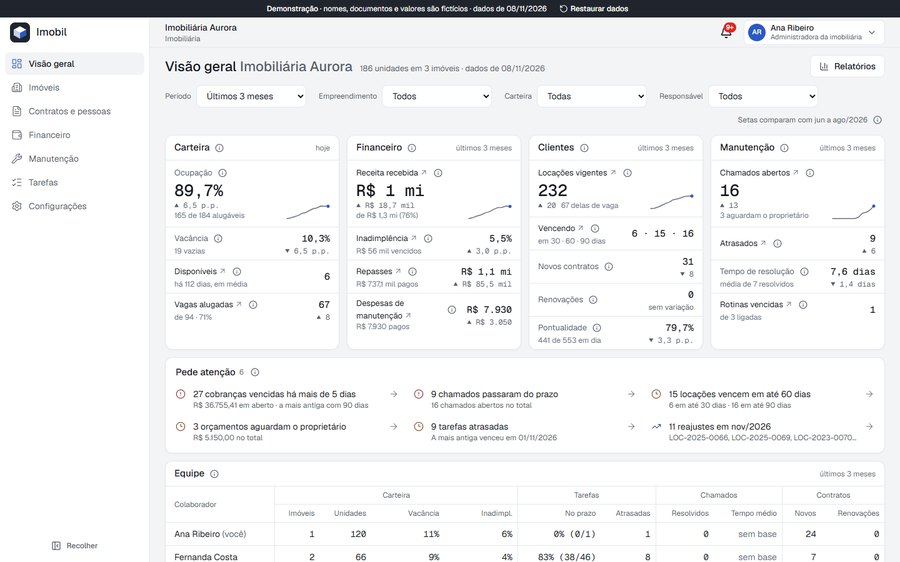 Demonstração · nomes, documentos e valores são fictícios · dados de 08/11/2026 Restaurar dados
Imobil
Imobiliária Aurora
Imobiliária
9+
AR
Ana Ribeiro
Administradora da imobiliária
Visão geral
Imóveis
Contratos e pessoas
Financeiro
Manutenção
Tarefas
Configurações
Recolher
Visão geral Imobiliária Aurora 186 unidades em 3 imóveis · dados de 08/11/2026
Relatórios
Período Últimos 3 meses Empreendimento Todos Carteira Todas Responsável Todos
Setas comparam com jun a ago/2026
Carteira hoje
Ocupação
89,7%
▲ 6,5 p.p.
165 de 184 alugáveis
Vacância 10,3%
19 vazias ▼ 6,5 p.p.
Disponíveis ↗ 6
há 112 dias, em média
Vagas alugadas ↗ 67
de 94 · 71% ▲ 8
Financeiro últimos 3 meses
Receita recebida ↗
R$ 1 mi
▲ R$ 18,7 mil
de R$ 1,3 mi (76%)
Inadimplência ↗ 5,5%
R$ 56 mil vencidos ▲ 3,0 p.p.
Repasses ↗ R$ 1,1 mi
R$ 737,1 mil pagos ▲ R$ 85,5 mil
Despesas de
manutenção ↗ R$ 7.930
R$ 7.930 pagos ▲ R$ 3.050
Clientes últimos 3 meses
Locações vigentes ↗
232
▲ 20 67 delas de vaga
Vencendo ↗ 6 · 15 · 16
em 30 · 60 · 90 dias
Novos contratos 31
▼ 8
Renovações 0
sem variação
Pontualidade 79,7%
441 de 553 em dia ▼ 3,3 p.p.
Manutenção últimos 3 meses
Chamados abertos ↗
16
▲ 13
3 aguardam o proprietário
Atrasados ↗ 9
▲ 6
Tempo de resolução 7,6 dias
média de 7 resolvidos ▼ 1,4 dias
Rotinas vencidas ↗ 1
de 3 ligadas
Pede atenção 6
27 cobranças vencidas há mais de 5 dias →
R$ 36.755,41 em aberto · a mais antiga com 90 dias
9 chamados passaram do prazo →
16 chamados abertos no total
15 locações vencem em até 60 dias →
6 em até 30 dias · 16 em até 90 dias
3 orçamentos aguardam o proprietário →
R$ 5.150,00 no total
9 tarefas atrasadas →
A mais antiga venceu em 01/11/2026
11 reajustes em nov/2026 →
LOC-2025-0066, LOC-2025-0069, LOC-2023-0070...
Equipe últimos 3 meses
Carteira Tarefas Chamados Contratos
Colaborador Imóveis Unidades Vacância Inadimpl. No prazo Atrasadas Resolvidos Tempo médio Novos Renovações
Ana Ribeiro (você) 1 120 11% 6% 0% (0/1) 1 0 sem base 24 0
Fernanda Costa 2 66 9% 4% 83% (38/46) 8 0 sem base 7 0